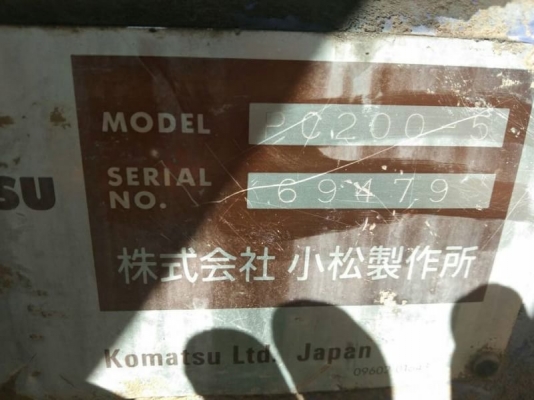 MODEL PC200-5
SERIAL NO. 69479
SU
株式会社 小松製作所
Komatsu Ltd. Japan